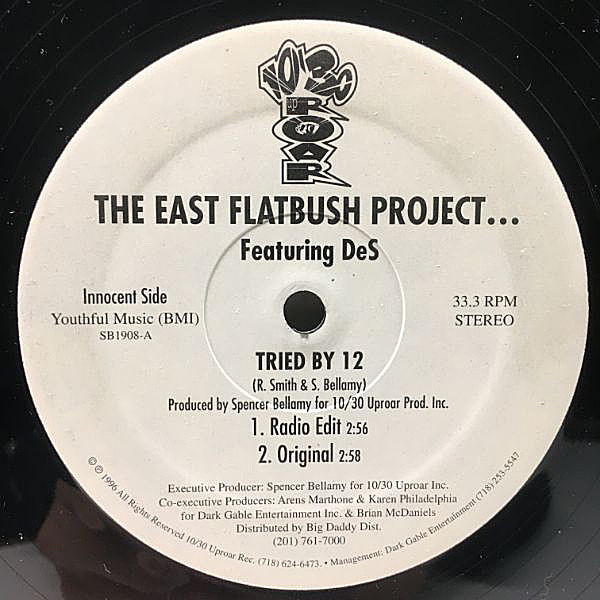 10/30
UP
ROAR
THE EAST FLATBUSH PROJECT...
Featuring DeS
Innocent Side
Youthful Music (BMI)
SB1908-A
33.3 RPM
STEREO
TRIED BY 12
(R. Smith & S. Bellamy)
Produced by Spencer Bellamy for 10/30 Uproar Prod. Inc.
1. Radio Edit 2:56
2. Original 2:58
Executive Producer: Spencer Bellamy for 10/30 Uproar Inc.
Co-executive Producers: Arens Marthone & Karen Philadelphia
for Dark Gable Entertainment Inc. & Brian McDaniels
Distributed by Big Daddy Dist.
(201) 761-7000
© ℗ 1996 All Rights Reserved 10/30 Uproar Rec. (718) 624-6473. • Management: Dark Gable Entertainment (718) 253-5547